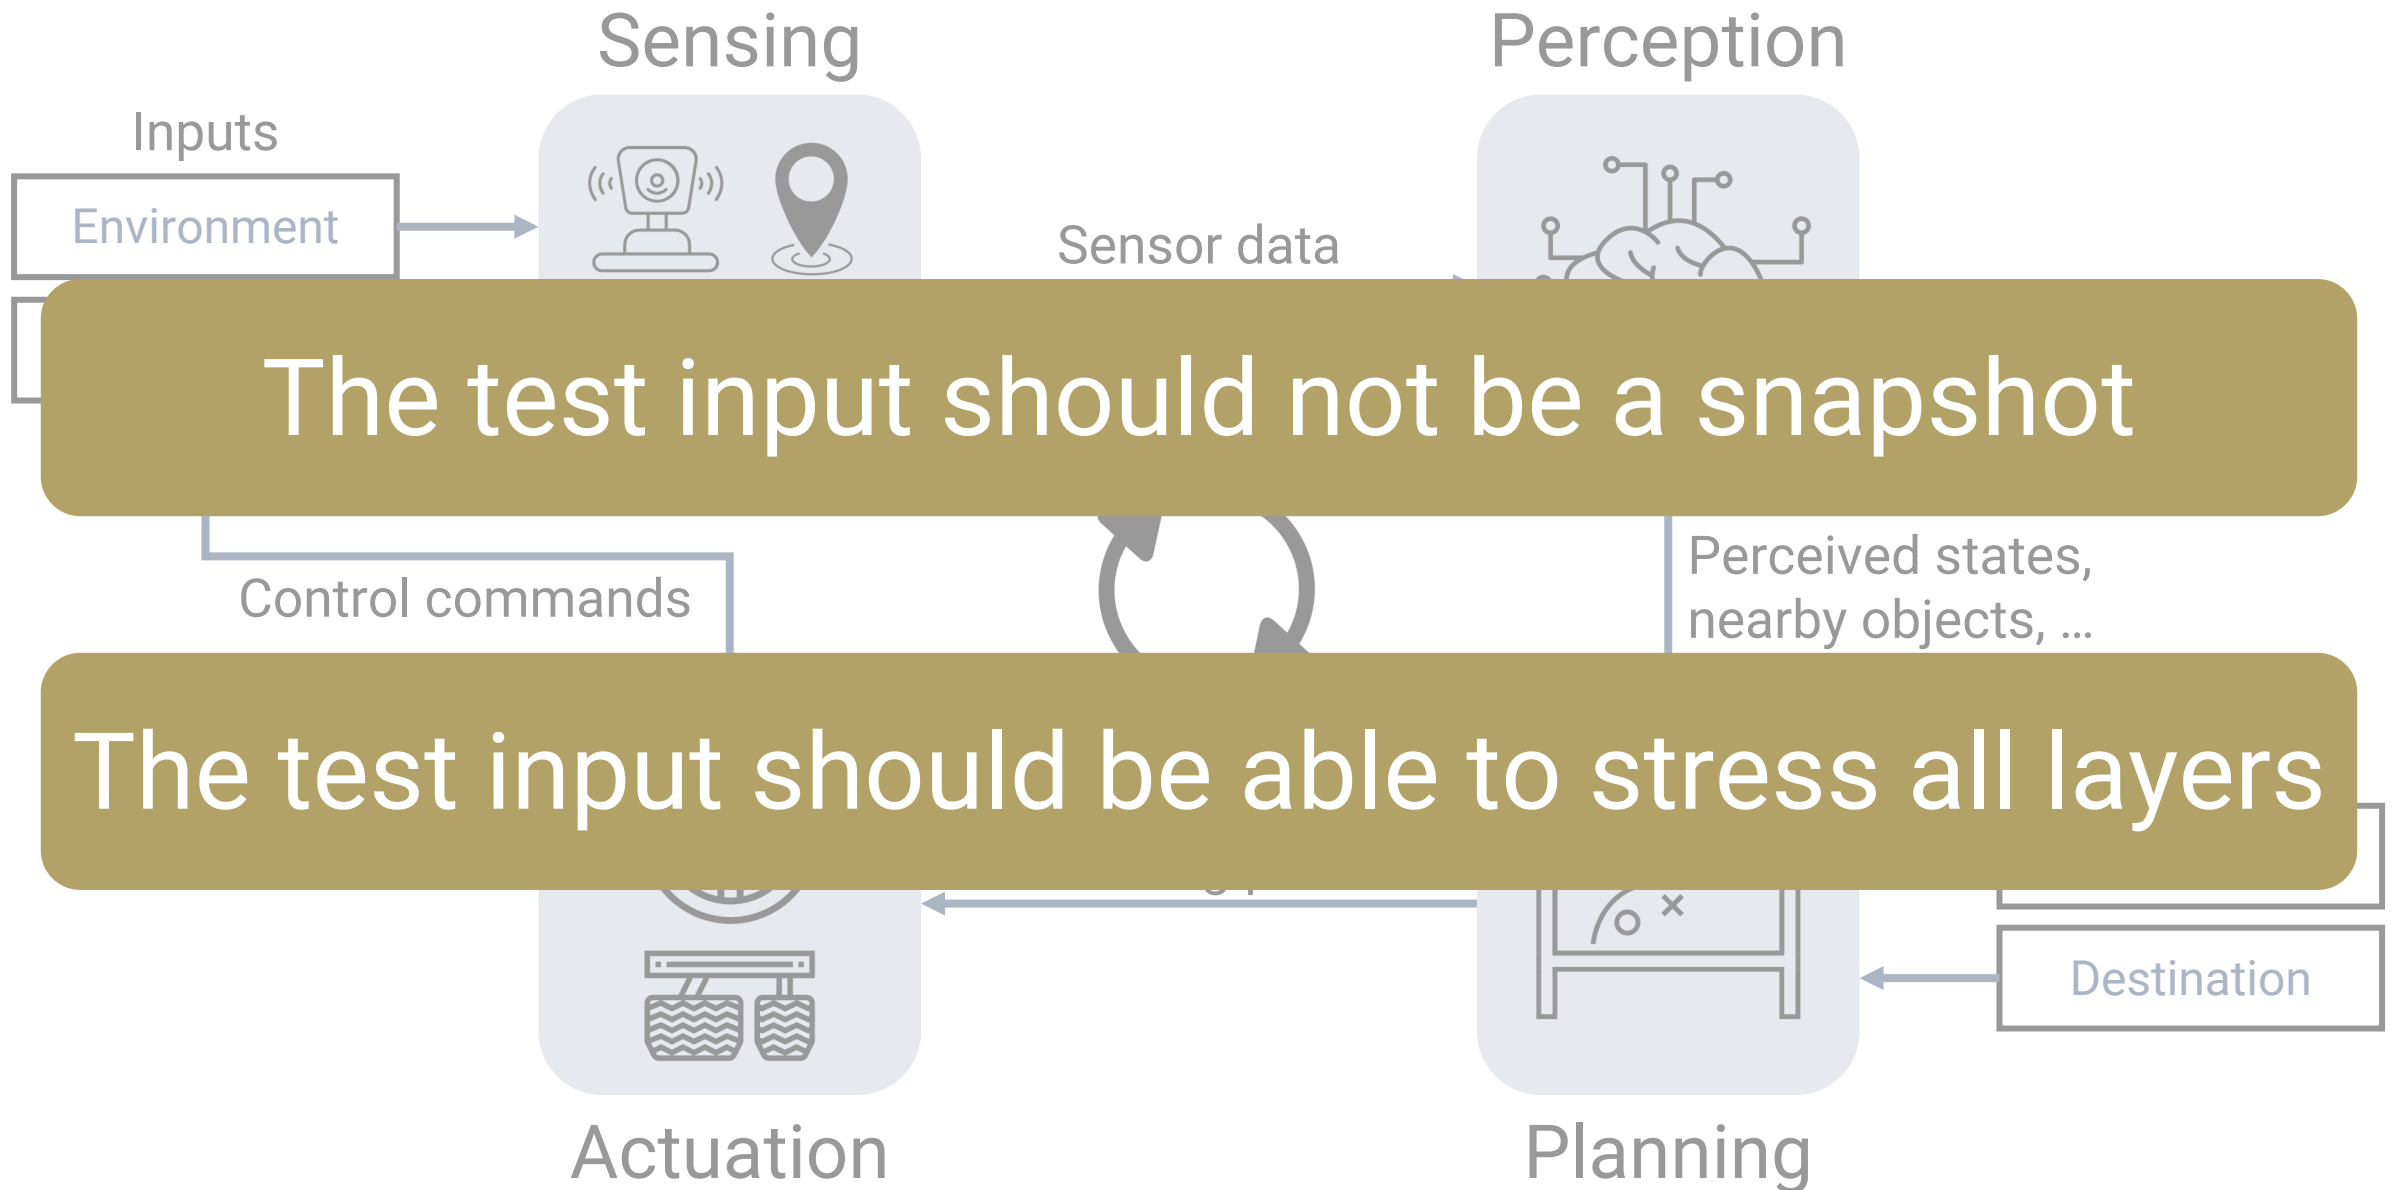 Sensing
Perception
Inputs
Environment
Sensor data
The test input should not be a snapshot
Perceived states,
nearby objects, ...
Control commands
The test input should be able to stress all layers
Destination
Actuation
Planning